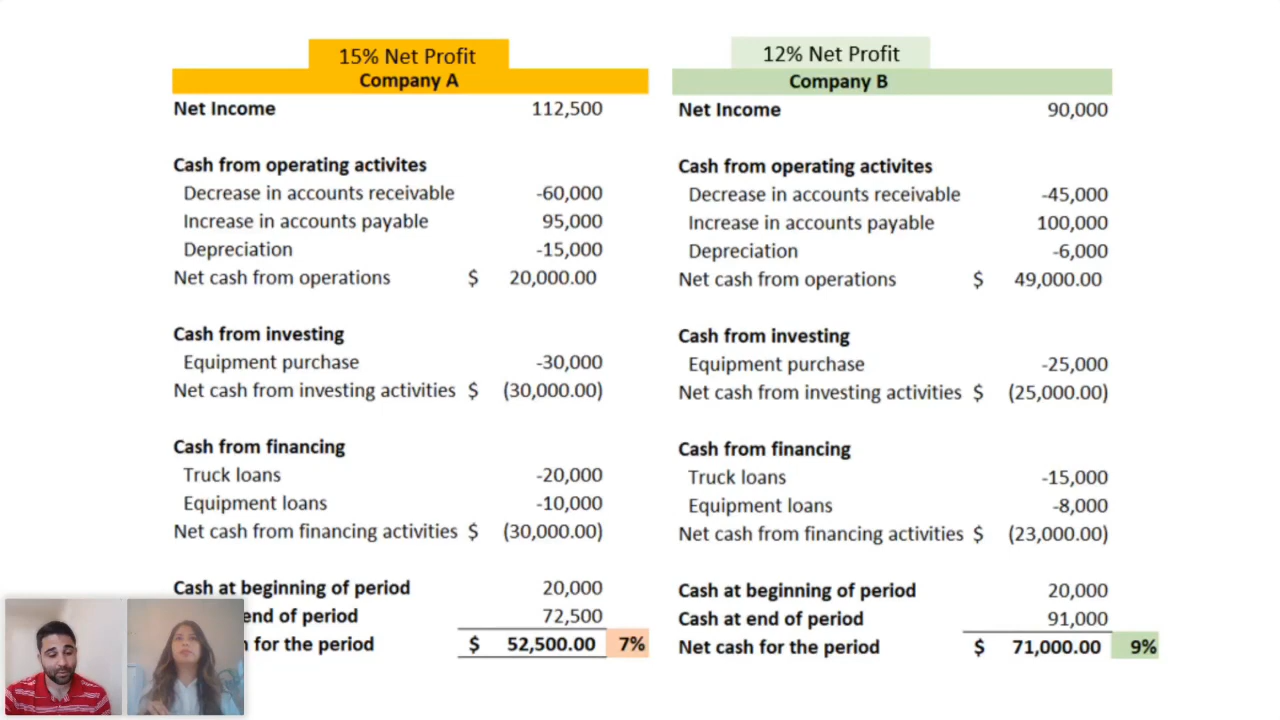 15% Net Profit
Company A
Net Income 112,500
Cash from operating activites
Decrease in accounts receivable -60,000
Increase in accounts payable 95,000
Depreciation -15,000
Net cash from operations $ 20,000.00
Cash from investing
Equipment purchase -30,000
Net cash from investing activities $ (30,000.00)
Cash from financing
Truck loans -20,000
Equipment loans -10,000
Net cash from financing activities $ (30,000.00)
Cash at beginning of period 20,000
end of period 72,500
for the period $ 52,500.00 7%
12% Net Profit
Company B
Net Income 90,000
Cash from operating activites
Decrease in accounts receivable -45,000
Increase in accounts payable 100,000
Depreciation -6,000
Net cash from operations $ 49,000.00
Cash from investing
Equipment purchase -25,000
Net cash from investing activities $ (25,000.00)
Cash from financing
Truck loans -15,000
Equipment loans -8,000
Net cash from financing activities $ (23,000.00)
Cash at beginning of period 20,000
Cash at end of period 91,000
Net cash for the period $ 71,000.00 9%